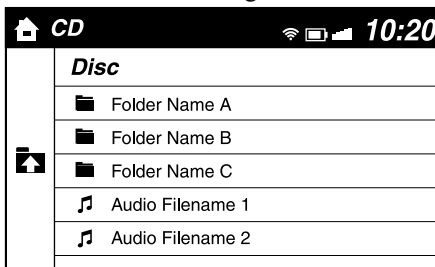 CD 10:20
Disc
Folder Name A
Folder Name B
Folder Name C
Audio Filename 1
Audio Filename 2